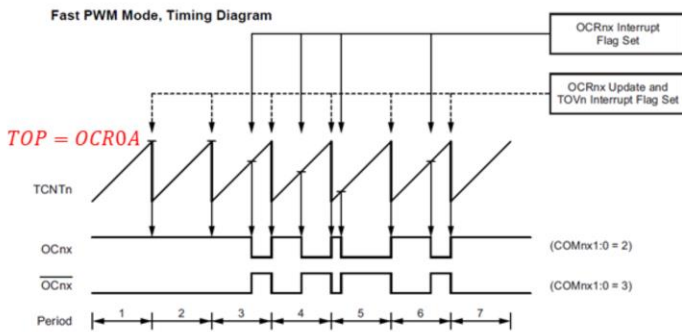 Fast PWM Mode, Timing Diagram
OCRnx Interrupt
Flag Set
OCRnx Update and
TOVn Interrupt Flag Set
TOP = OCR0A
TCNTn
OCnx
(COMnx1:0 = 2)
OCnx
(COMnx1:0 = 3)
Period 1 2 3 4 5 6 7